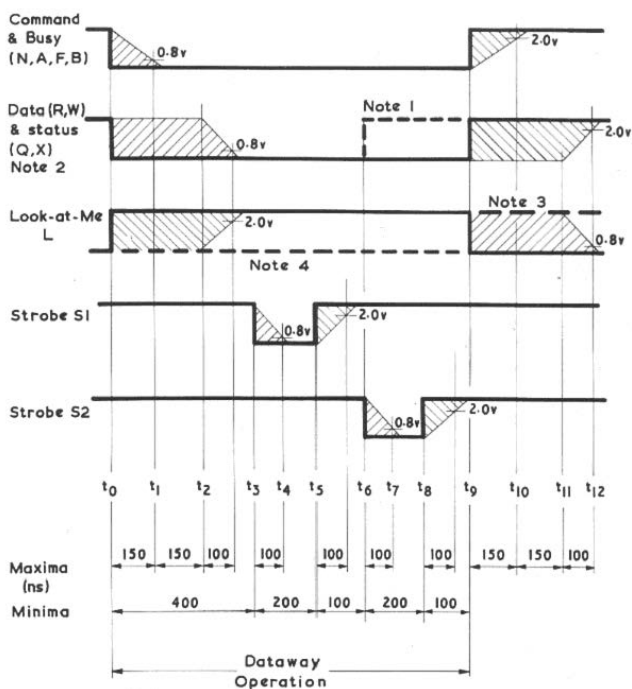 Command
& Busy
(N,A,F,B)
0.8v
2.0v
Data(R,W)
& status
(Q,X)
Note 2
Note 1
0.8v
2.0v
Look-at-Me
L
2.0v
Note 3
Note 4
0.8v
Strobe S1
0.8v
2.0v
Strobe S2
0.8v
2.0v
t0 t1 t2 t3 t4 t5 t6 t7 t8 t9 t10 t11 t12
Maxima
(ns)
150 150 100 100 100 100 100 150 150 100
Minima
400 200 100 200 100
Dataway
Operation